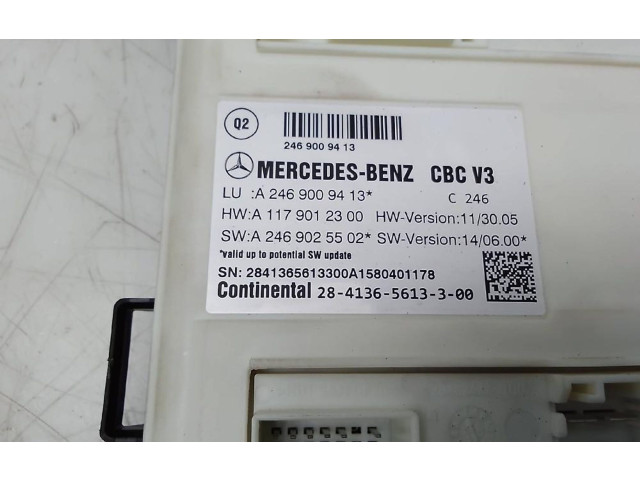 Q2
246 900 94 13
MERCEDES-BENZ CBC V3
LU :A 246 900 94 13* C 246
HW:A 117 901 23 00 HW-Version:11/30.05
SW:A 246 902 55 02* SW-Version:14/06.00*
*valid up to potential SW update
SN: 2841365613300A1580401178
Continental 28-4136-5613-3-00